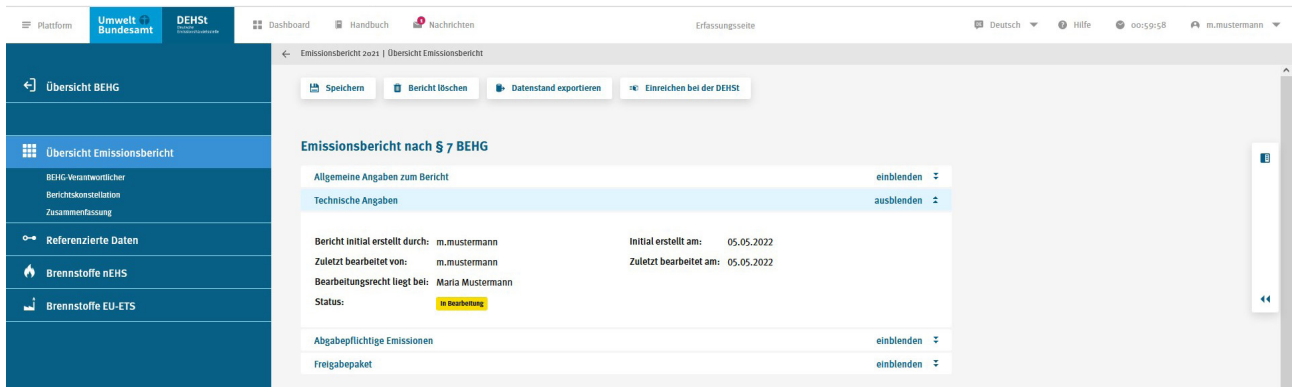 Plattform
Umwelt
Bundesamt
DEHSt
Deutsche
Emissionshandelsstelle
Dashboard
Handbuch
Nachrichten
Erfassungsseite
Deutsch
Hilfe
00:59:58
m.mustermann
Emissionsbericht 2021 | Übersicht Emissionsbericht
Übersicht BEHG
Übersicht Emissionsbericht
BEHG-Verantwortlicher
Berichtskonstellation
Zusammenfassung
Referenzierte Daten
Brennstoffe nEHS
Brennstoffe EU-ETS
Speichern
Bericht löschen
Datenstand exportieren
Einreichen bei der DEHSt
Emissionsbericht nach § 7 BEHG
Allgemeine Angaben zum Bericht einblenden
Technische Angaben ausblenden
Bericht initial erstellt durch: m.mustermann Initial erstellt am: 05.05.2022
Zuletzt bearbeitet von: m.mustermann Zuletzt bearbeitet am: 05.05.2022
Bearbeitungsrecht liegt bei: Maria Mustermann
Status: In Bearbeitung
Abgabepflichtige Emissionen einblenden
Freigabepaket einblenden